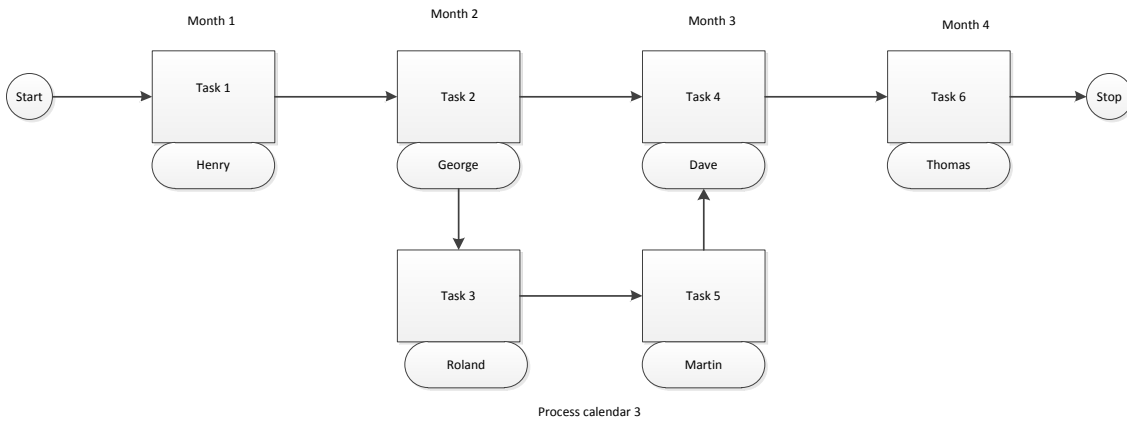 Month 1
Month 2
Month 3
Month 4
Start
Task 1
Task 2
Task 4
Task 6
Stop
Henry
George
Dave
Thomas
Task 3
Task 5
Roland
Martin
Process calendar 3